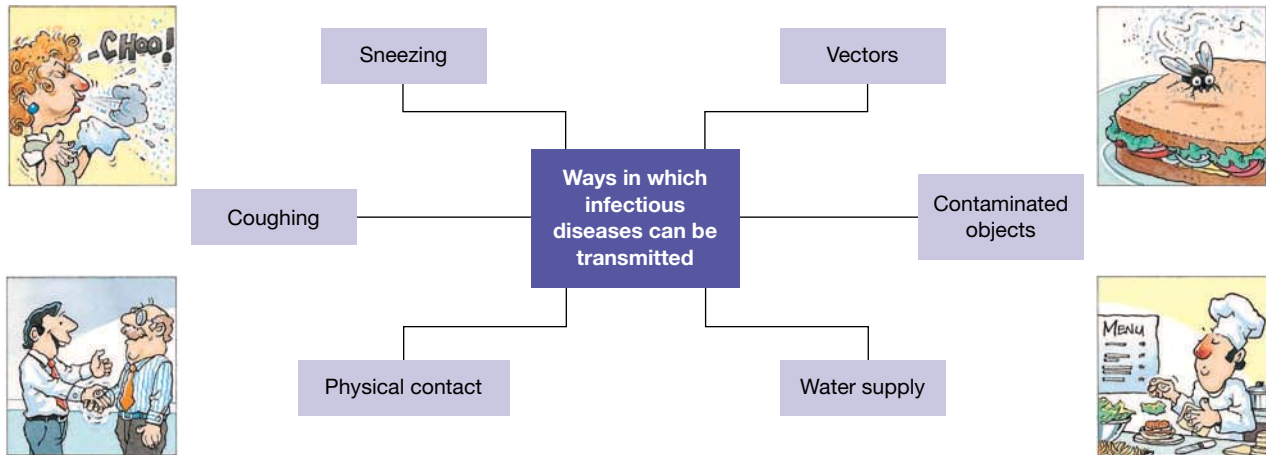 -CHOO!
Sneezing
Vectors
Coughing
Ways in which
infectious
diseases can be
transmitted
Contaminated
objects
Physical contact
Water supply
MENU